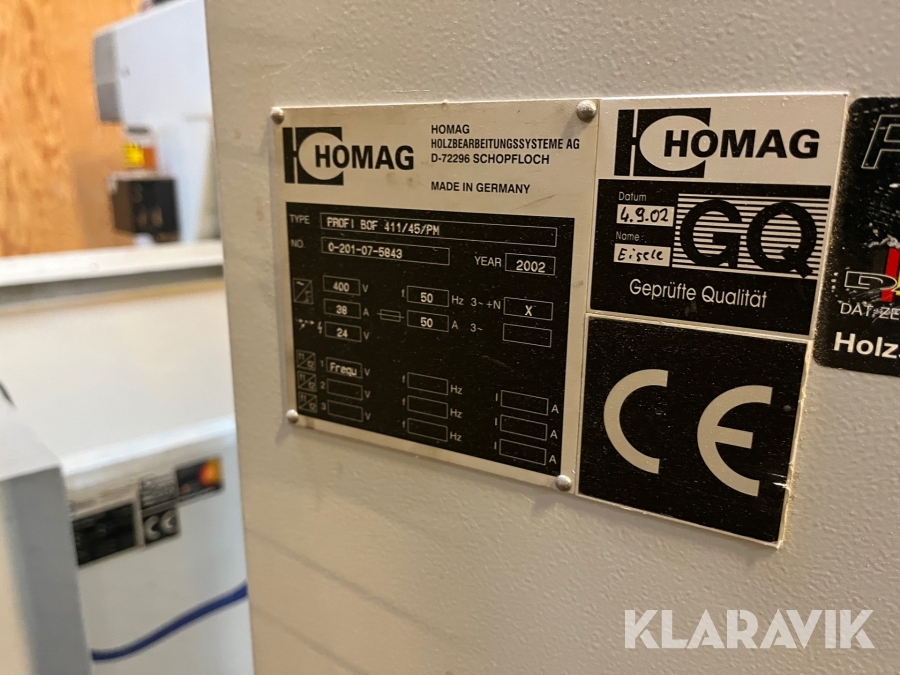 HOMAG
HOMAG
HOLZBEARBEITUNGSSYSTEME AG
D-72296 SCHOPFLOCH
MADE IN GERMANY
TYPE PROFI BOF 411/45/PM
NO. 0-201-07-5843 YEAR 2002
400 V f 50 Hz 3~+N X
38 A 50 A 3~
24 V
1 Frequ V f Hz I A
2 V f Hz I A
3 V f Hz I A
HOMAG
Datum
4.9.02
Name:
Eisele
GQ
Geprüfte Qualität
CE
Holz
KLARAVIK